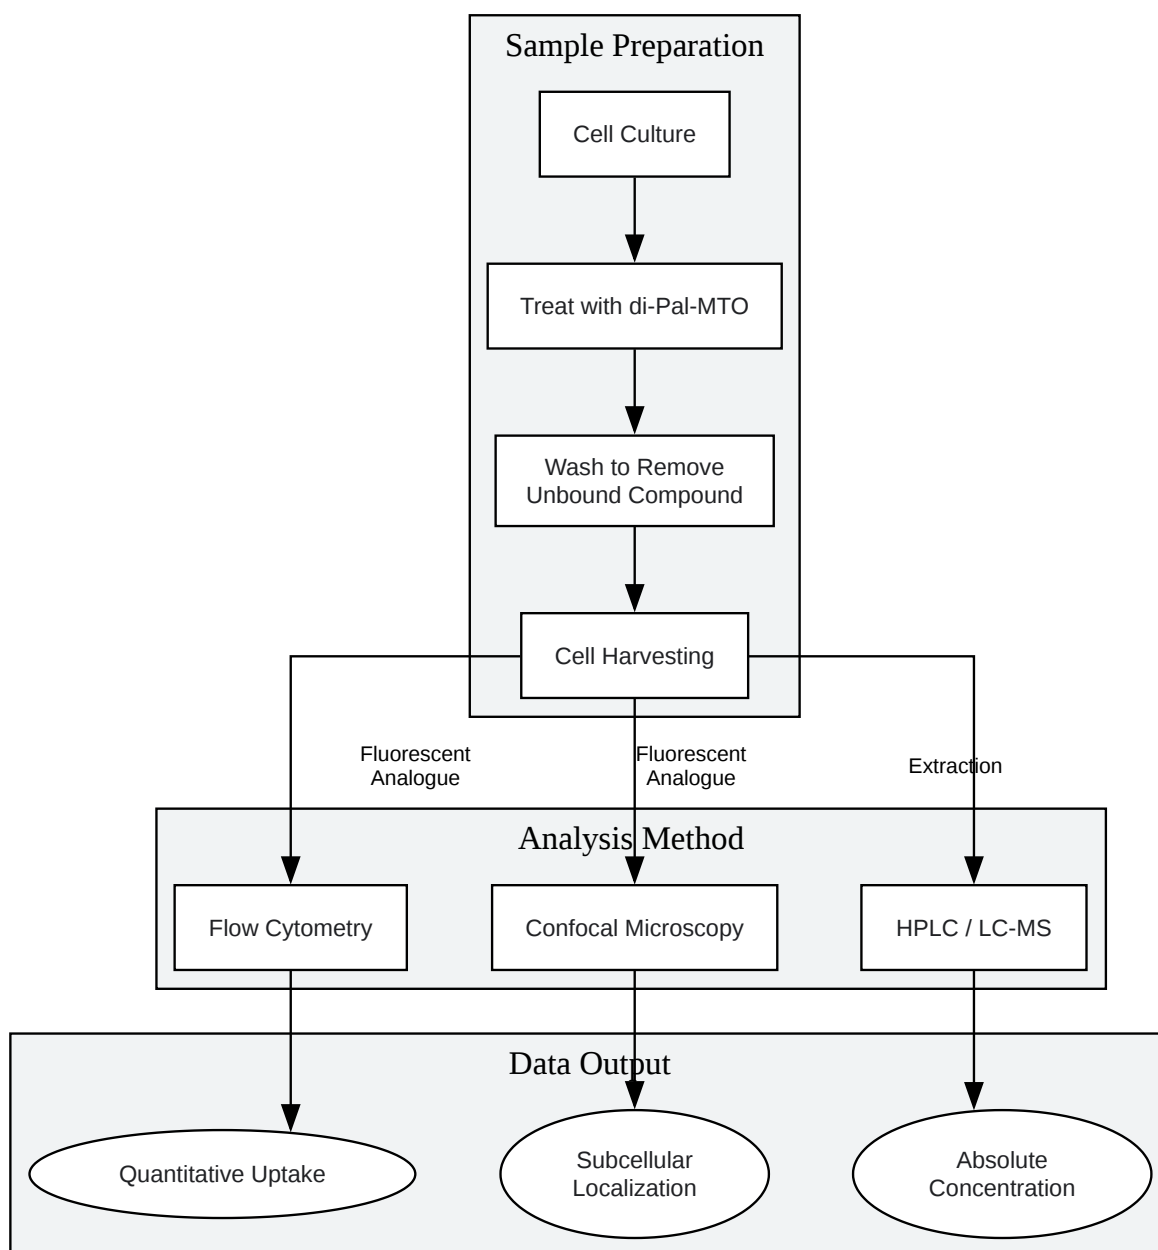 Sample Preparation
Cell Culture
Treat with di-Pal-MTO
Wash to Remove
Unbound Compound
Cell Harvesting
Fluorescent
Analogue
Fluorescent
Analogue
Extraction
Analysis Method
Flow Cytometry
Confocal Microscopy
HPLC / LC-MS
Data Output
Quantitative Uptake
Subcellular
Localization
Absolute
Concentration